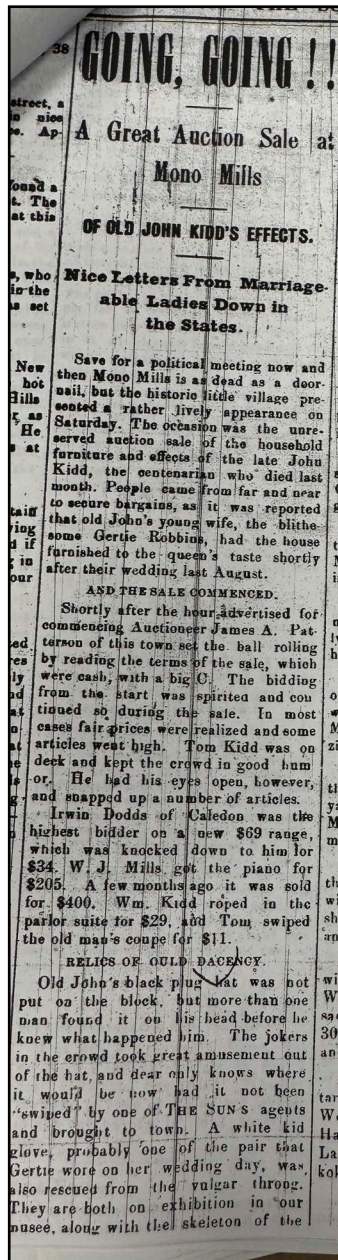 38
GOING, GOING !!
A Great Auction Sale at
Mono Mills
OF OLD JOHN KIDD'S EFFECTS.
Nice Letters From Marriage-
able Ladies Down in
the States.
Save for a political meeting now and
then Mono Mills is as dead as a door-
nail, but the historic little village pre-
sented a rather lively appearance on
Saturday. The occasion was the unre-
served auction sale of the household
furniture and effects of the late John
Kidd, the centenarian who died last
month. People came from far and near
to secure bargains, as it was reported
that old John's young wife, the blithe-
some Gertie Robbins, had the house
furnished to the queen's taste shortly
after their wedding last August.
AND THE SALE COMMENCED.
Shortly after the hour advertised for
commencing Auctioneer James A. Pat-
terson of this town set the ball rolling
by reading the terms of the sale, which
were cash, with a big C. The bidding
from the start was spirited and con
tinued so during the sale. In most
cases fair prices were realized and some
articles went high. Tom Kidd was on
deck and kept the crowd in good hum
or. He had his eyes open, however,
and snapped up a number of articles.
Irwin Dodds of Caledon was the
highest bidder on a new $69 range,
which was knocked down to him for
$34. W. J. Mills got the piano for
$205. A few months ago it was sold
for $400. Wm. Kidd roped in the
parlor suite for $29, and Tom swiped
the old man's coupe for $11.
RELICS OF OULD DACENCY.
Old John's black plug hat was not
put on the block, but more than one
man found it on his head before he
knew what happened him. The jokers
in the crowd took great amusement out
of the hat, and dear only knows where
it would be now had it not been
"swiped" by one of THE SUN'S agents
and brought to town. A white kid
glove, probably one of the pair that
Gertie wore on her wedding day, was
also rescued from the vulgar throng.
They are both on exhibition in our
musee, along with the skeleton of the